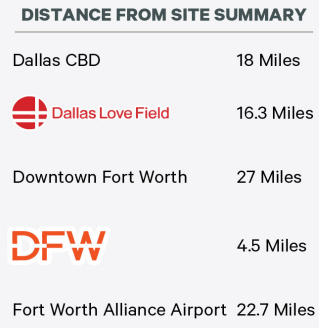 DISTANCE FROM SITE SUMMARY
Dallas CBD 18 Miles
Dallas Love Field 16.3 Miles
Downtown Fort Worth 27 Miles
DFW 4.5 Miles
Fort Worth Alliance Airport 22.7 Miles